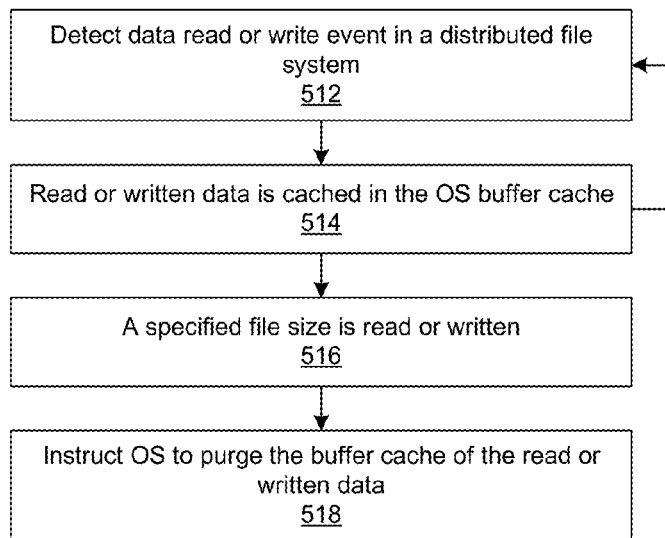 Detect data read or write event in a distributed file
system
512
Read or written data is cached in the OS buffer cache
514
A specified file size is read or written
516
Instruct OS to purge the buffer cache of the read or
written data
518